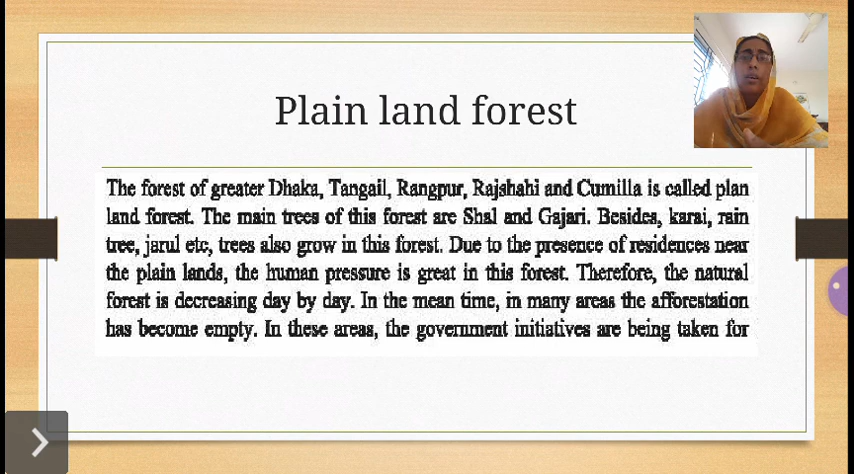 Plain land forest
The forest of greater Dhaka, Tangail, Rangpur, Rajshahi and Cumilla is called plan
land forest. The main trees of this forest are Shal and Gajari. Besides, karai, rain
tree, jarul etc, trees also grow in this forest. Due to the presence of residences near
the plain lands, the human pressure is great in this forest. Therefore, the natural
forest is decreasing day by day. In the mean time, in many areas the afforestation
has become empty. In these areas, the government initiatives are being taken for